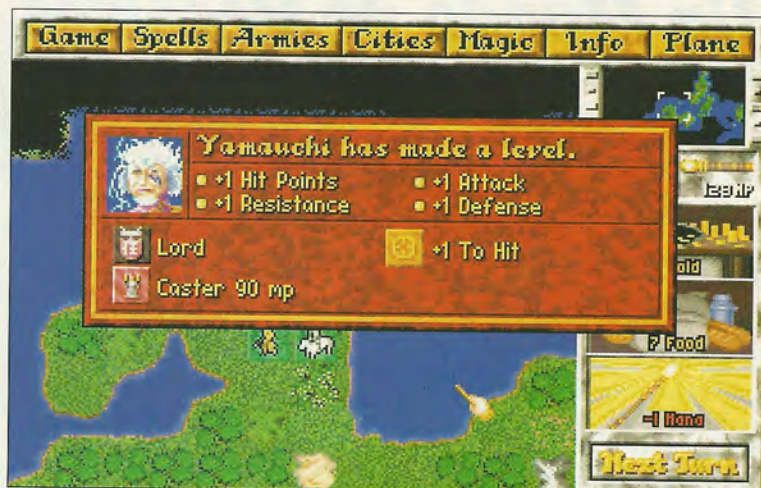 Game Spells Armies Cities Magic Info Plane
Yamauchi has made a level.
+1 Hit Points +1 Attack
+1 Resistance +1 Defense
Lord +1 To Hit
Caster 90 mp
7 Food
-1 Mana
Next Turn